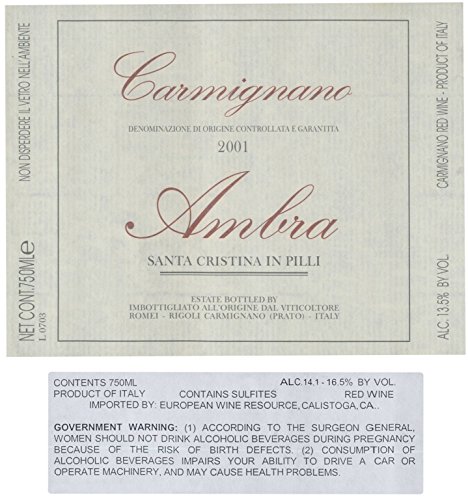 NON DISPERDERE IL VETRO NELL'AMBIENTE
NET CONT.750MLe
L.0703
Carmignano
DENOMINAZIONE DI ORIGINE CONTROLLATA E GARANTITA
2001
Ambra
SANTA CRISTINA IN PILLI
ESTATE BOTTLED BY
IMBOTTIGLIATO ALL'ORIGINE DAL VITICOLTORE
ROMEI - RIGOLI CARMIGNANO (PRATO) - ITALY
CARMIGNANO RED WINE - PRODUCT OF ITALY
ALC. 13.5% BY VOL.
CONTENTS 750ML ALC.14.1 - 16.5% BY VOL.
PRODUCT OF ITALY CONTAINS SULFITES RED WINE
IMPORTED BY: EUROPEAN WINE RESOURCE, CALISTOGA, CA..
GOVERNMENT WARNING: (1) ACCORDING TO THE SURGEON GENERAL,
WOMEN SHOULD NOT DRINK ALCOHOLIC BEVERAGES DURING PREGNANCY
BECAUSE OF THE RISK OF BIRTH DEFECTS. (2) CONSUMPTION OF
ALCOHOLIC BEVERAGES IMPAIRS YOUR ABILITY TO DRIVE A CAR OR
OPERATE MACHINERY, AND MAY CAUSE HEALTH PROBLEMS.